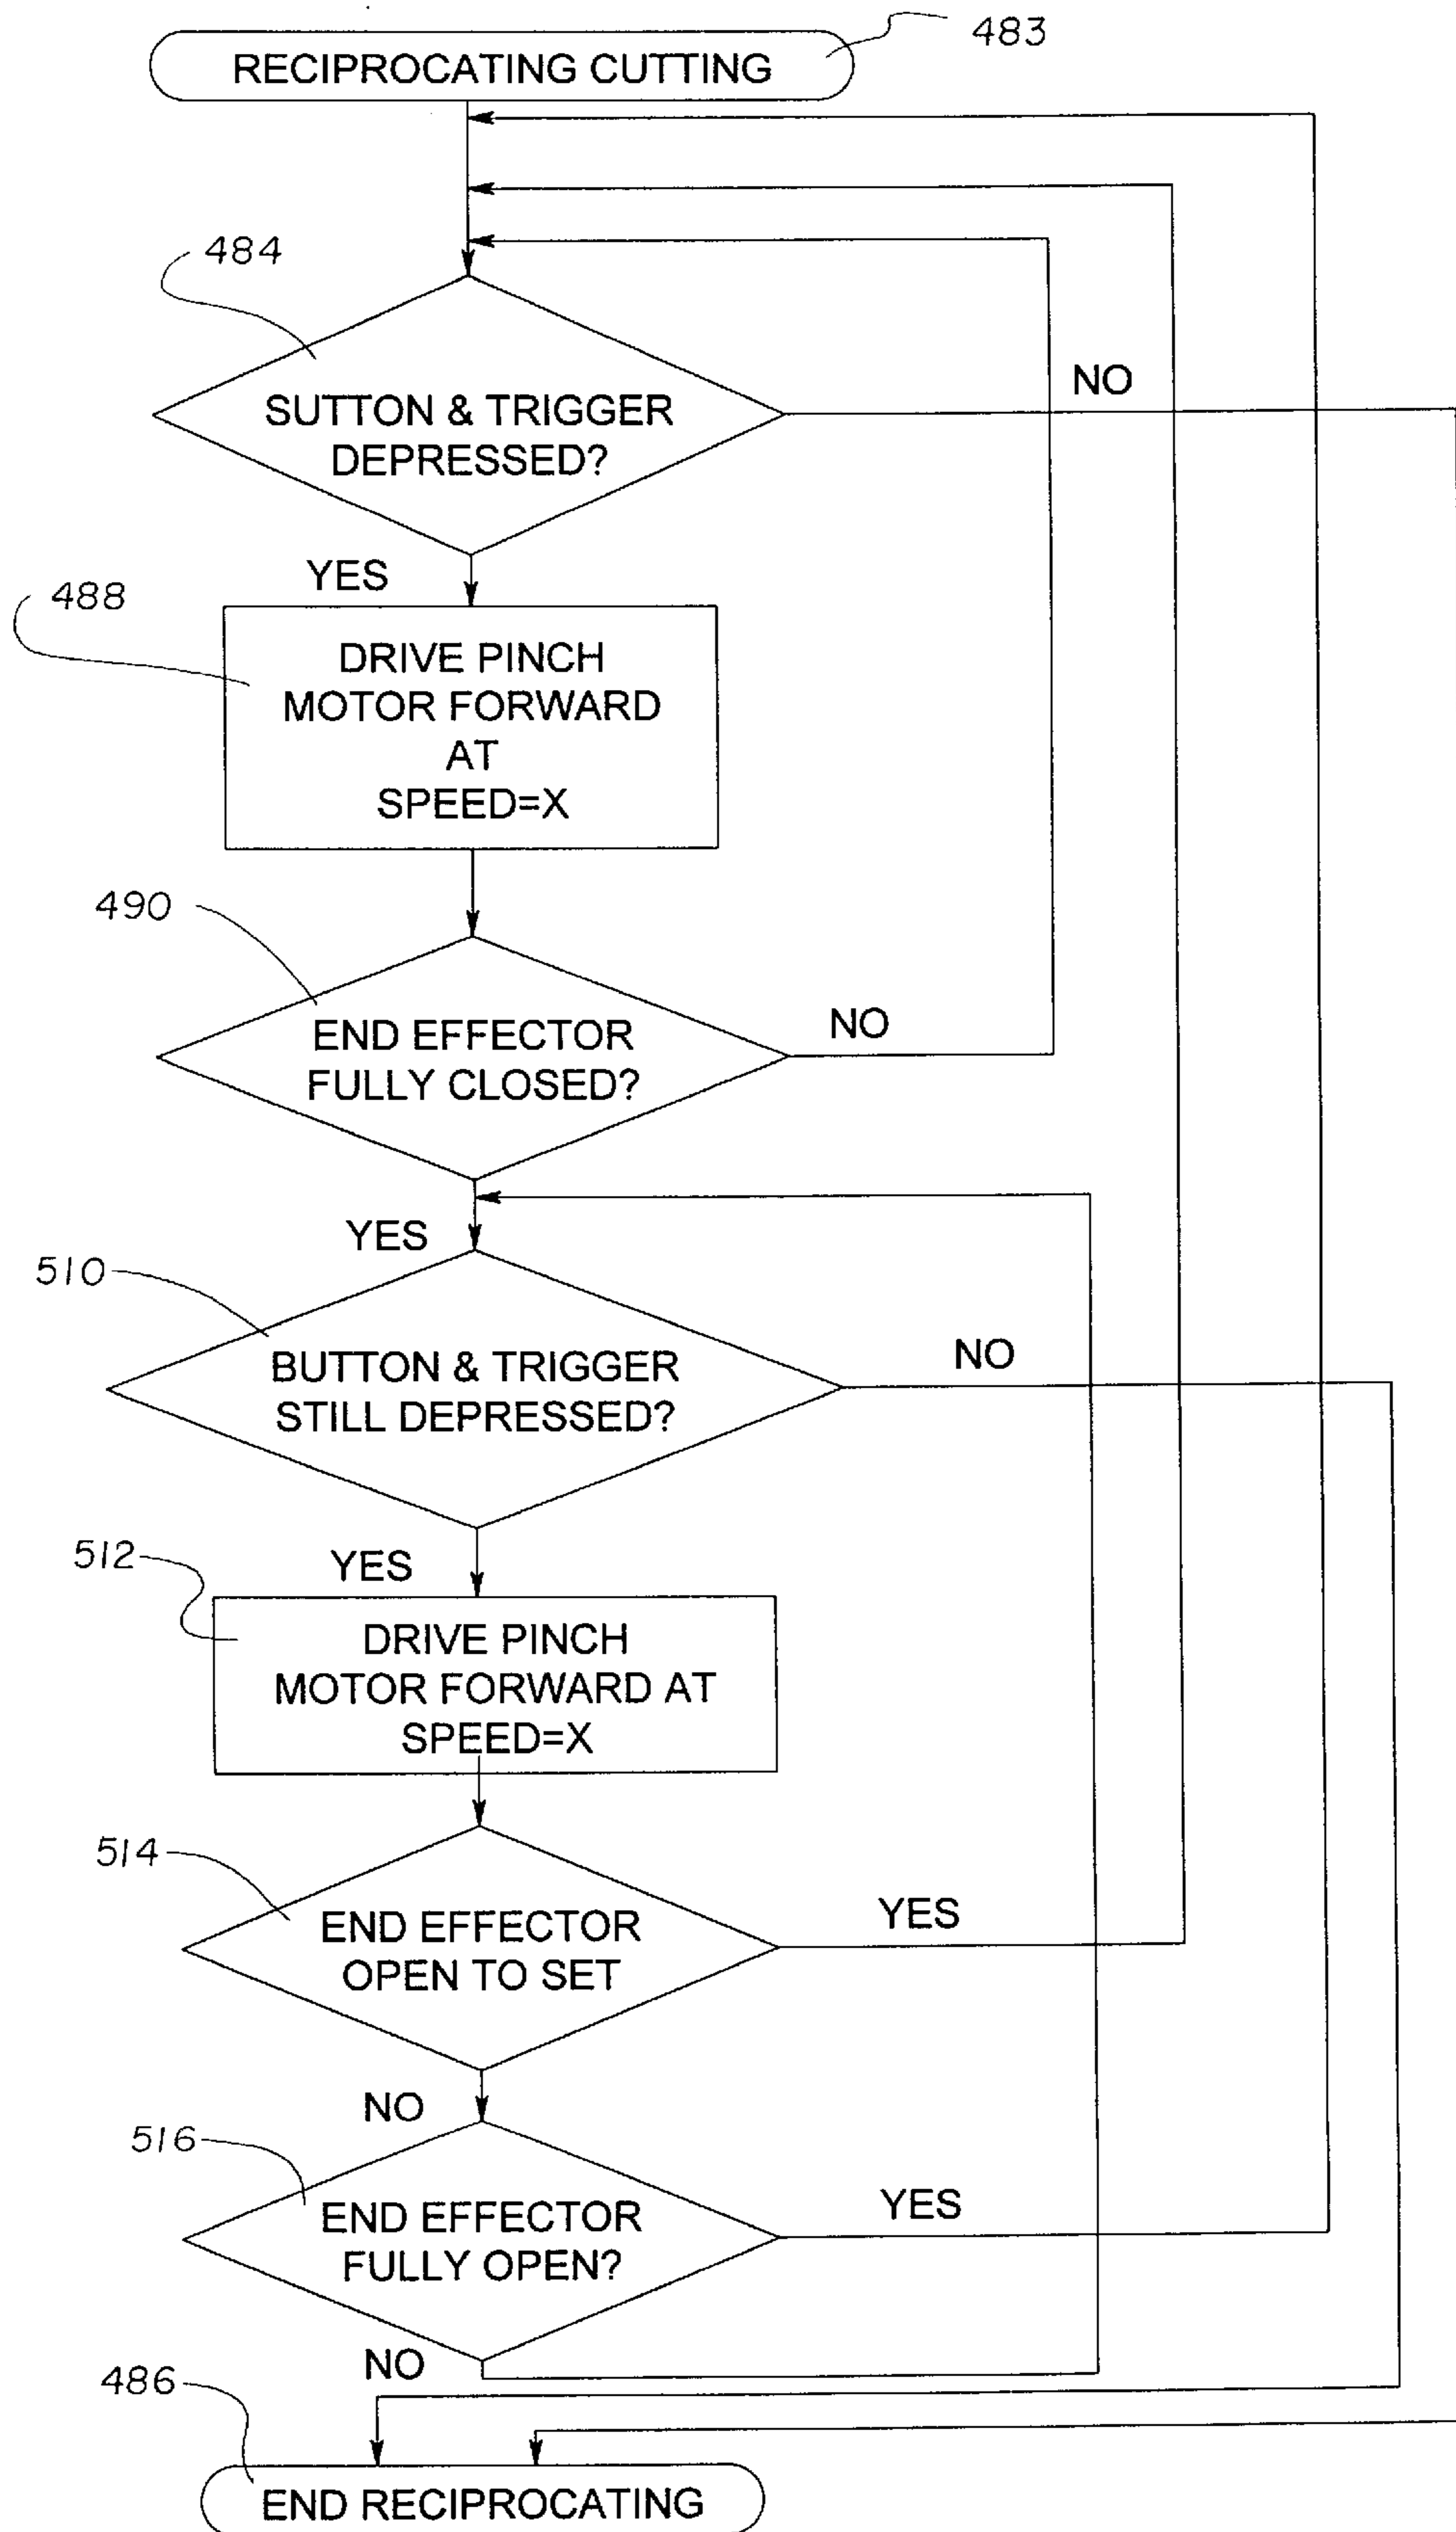 RECIPROCATING CUTTING
483
484
SUTTON & TRIGGER
DEPRESSED?
NO
YES
488
DRIVE PINCH
MOTOR FORWARD
AT
SPEED=X
490
END EFFECTOR
FULLY CLOSED?
NO
YES
510
BUTTON & TRIGGER
STILL DEPRESSED?
NO
YES
512
DRIVE PINCH
MOTOR FORWARD AT
SPEED=X
514
END EFFECTOR
OPEN TO SET
YES
NO
516
END EFFECTOR
FULLY OPEN?
YES
NO
486
END RECIPROCATING